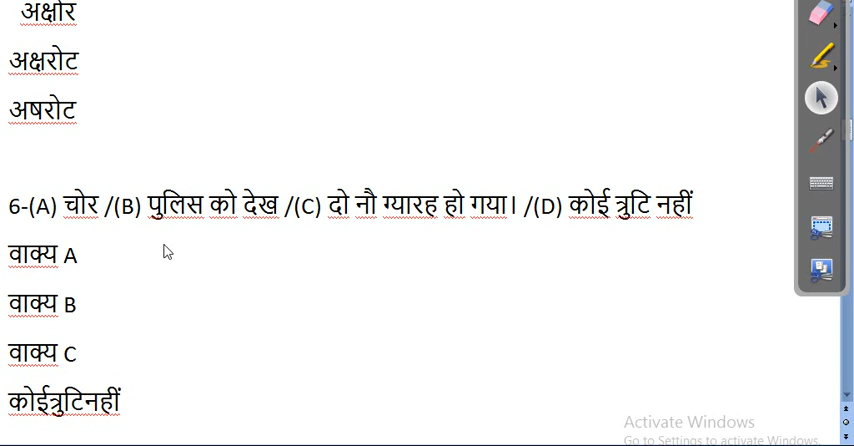 अक्षोर
अक्षरोट
अषरोट
6-(A) चोर /(B) पुलिस को देख /(C) दो नौ ग्यारह हो गया। /(D) कोई त्रुटि नहीं
वाक्य A
वाक्य B
वाक्य C
कोईत्रुटिनहीं
Activate Windows
Go to Settings to activate Windows.